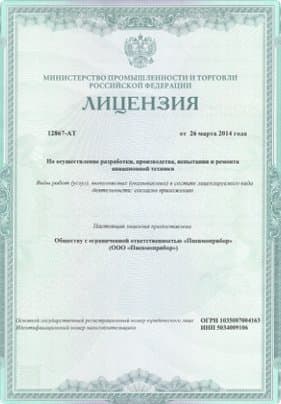 МИНИСТЕРСТВО ПРОМЫШЛЕННОСТИ И ТОРГОВЛИ
РОССИЙСКОЙ ФЕДЕРАЦИИ
ЛИЦЕНЗИЯ
12867-АТ от 26 марта 2014 года
На осуществление разработки, производства, испытания и ремонта
авиационной техники
Виды работ (услуг), выполняемых (оказываемых) в составе лицензируемого вида
деятельности: согласно приложению
Настоящая лицензия предоставлена
Обществу с ограниченной ответственностью «Пневмоприбор»
(ООО «Пневмоприбор»)
Основной государственный регистрационный номер юридического лица ОГРН 1035007004163
Идентификационный номер налогоплательщика ИНН 5034009106